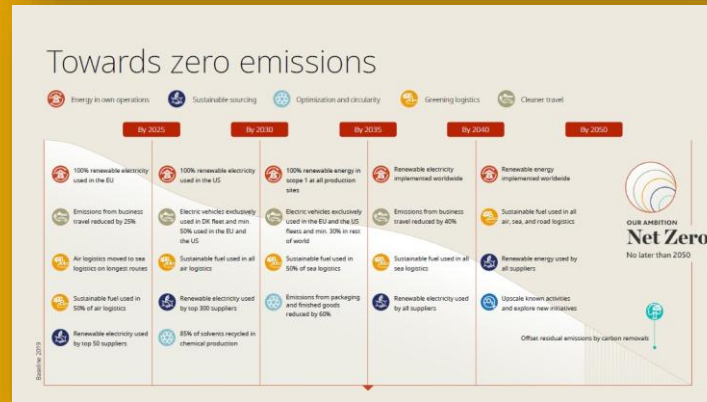 Towards zero emissions
Energy in own operations
Sustainable sourcing
Optimization and circularity
Greening logistics
Cleaner travel
By 2025
By 2030
By 2035
By 2040
By 2050
100% renewable electricity
used in the EU
Emissions from business
travel reduced by 25%
Air logistics moved to sea
logistics on longest routes
Sustainable fuel used in
50% of air logistics
Renewable electricity used
by top 50 suppliers
100% renewable electricity
used in the US
Electric vehicles exclusively
used in DK fleet and min.
50% used in the EU and
the US
Sustainable fuel used in all
air logistics
Renewable electricity used
by top 300 suppliers
85% of solvents recycled in
chemical production
100% renewable energy in
scope 1 at all production
sites
Electric vehicles exclusively
used in the EU and the US
fleets and min. 30% in rest
of world
Sustainable fuel used in
50% of sea logistics
Emissions from packaging
and finished goods
reduced by 60%
Renewable electricity
implemented worldwide
Emissions from business
travel reduced by 40%
Sustainable fuel used in all
sea logistics
Renewable electricity used
by all suppliers
Renewable energy
implemented worldwide
Sustainable fuel used in all
air, sea, and road logistics
Renewable energy used by
all suppliers
Upscale known activities
and explore new initiatives
OUR AMBITION
Net Zero
No later than 2050
Offset residual emissions by carbon removals
Baseline 2019